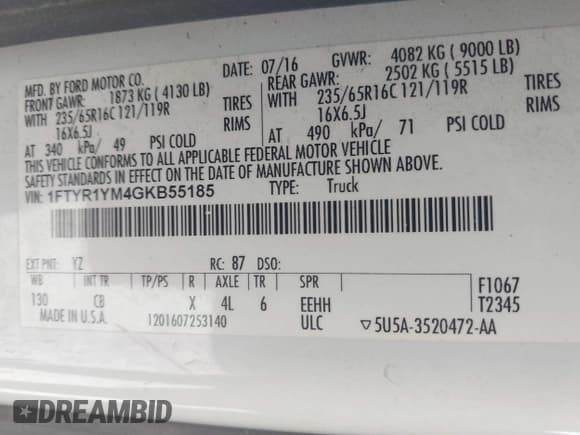 MFD. BY FORD MOTOR CO.
DATE: 07/16 GVWR: 4082 KG ( 9000 LB)
FRONT GAWR: 1873 KG ( 4130 LB)
REAR GAWR: 2502 KG ( 5515 LB)
WITH 235/65R16C 121/119R TIRES
WITH 235/65R16C 121/119R TIRES
16X6.5J RIMS
16X6.5J RIMS
AT 340 kPa/ 49 PSI COLD
AT 490 kPa/ 71 PSI COLD
THIS VEHICLE CONFORMS TO ALL APPLICABLE FEDERAL MOTOR VEHICLE
SAFETY STANDARDS IN EFFECT ON THE DATE OF MANUFACTURE SHOWN ABOVE.
VIN: 1FTYR1YM4GKB55185
TYPE: Truck
EXT PNT: YZ RC: 87 DSO:
WB INT TR TP/PS R AXLE TR SPR
130 CB X 4L 6 EEHH
F1067
T2345
MADE IN U.S.A. 1201607253140 ULC
▽5U5A-3520472-AA
DREAMBID